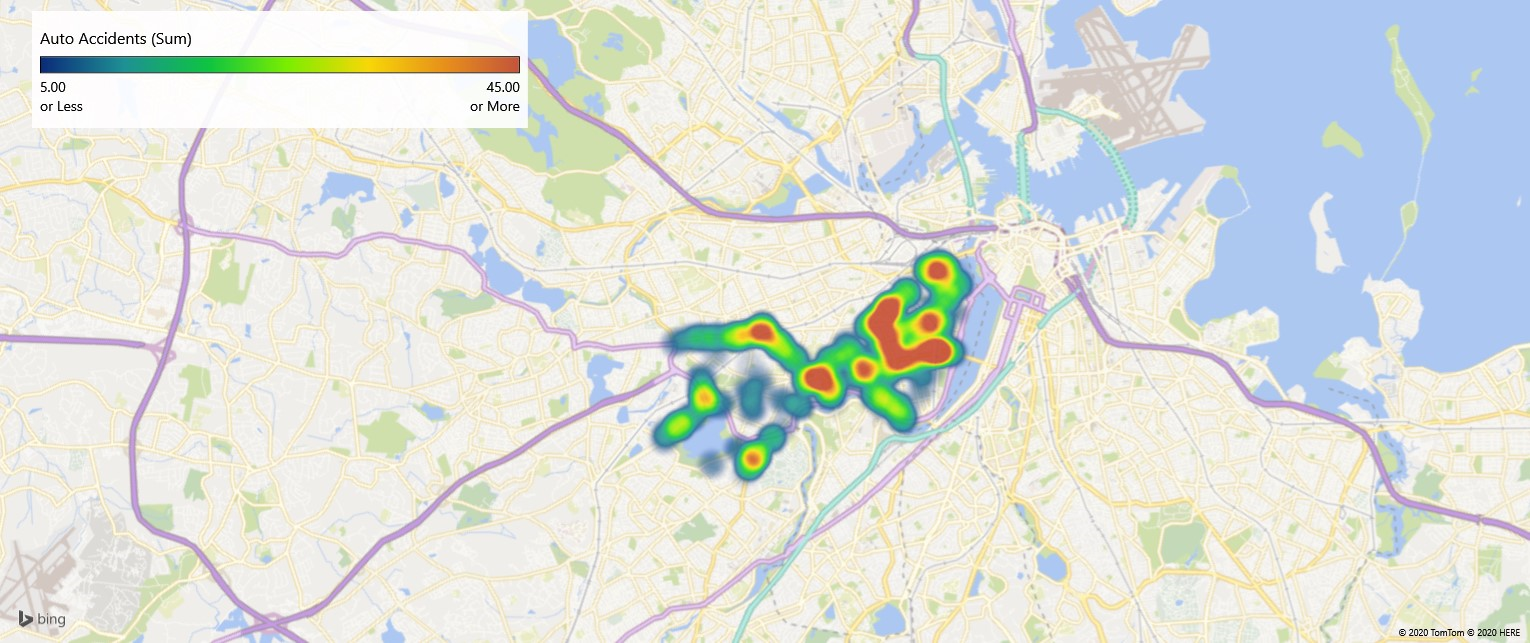 Auto Accidents (Sum)
5.00 45.00
or Less or More
bing
© 2020 TomTom © 2020 HERE